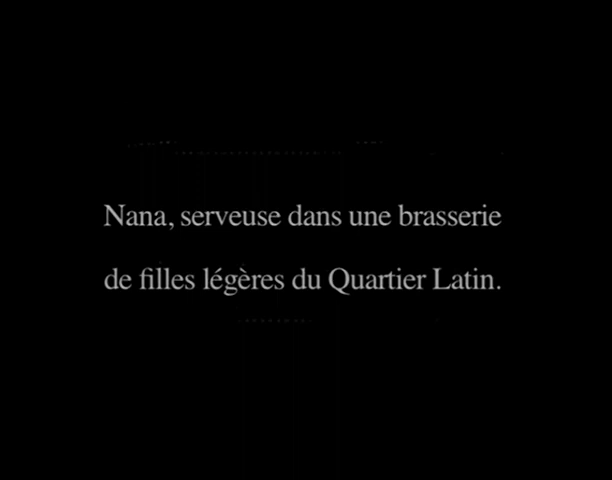 Nana, serveuse dans une brasserie
de filles légères du Quartier Latin.